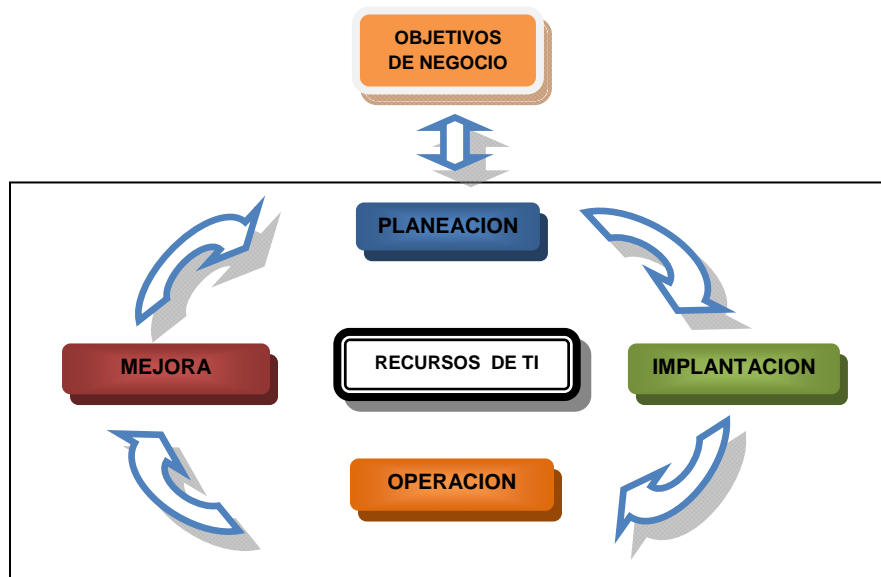 OBJETIVOS
DE NEGOCIO
PLANEACION
MEJORA
RECURSOS DE TI
IMPLANTACION
OPERACION